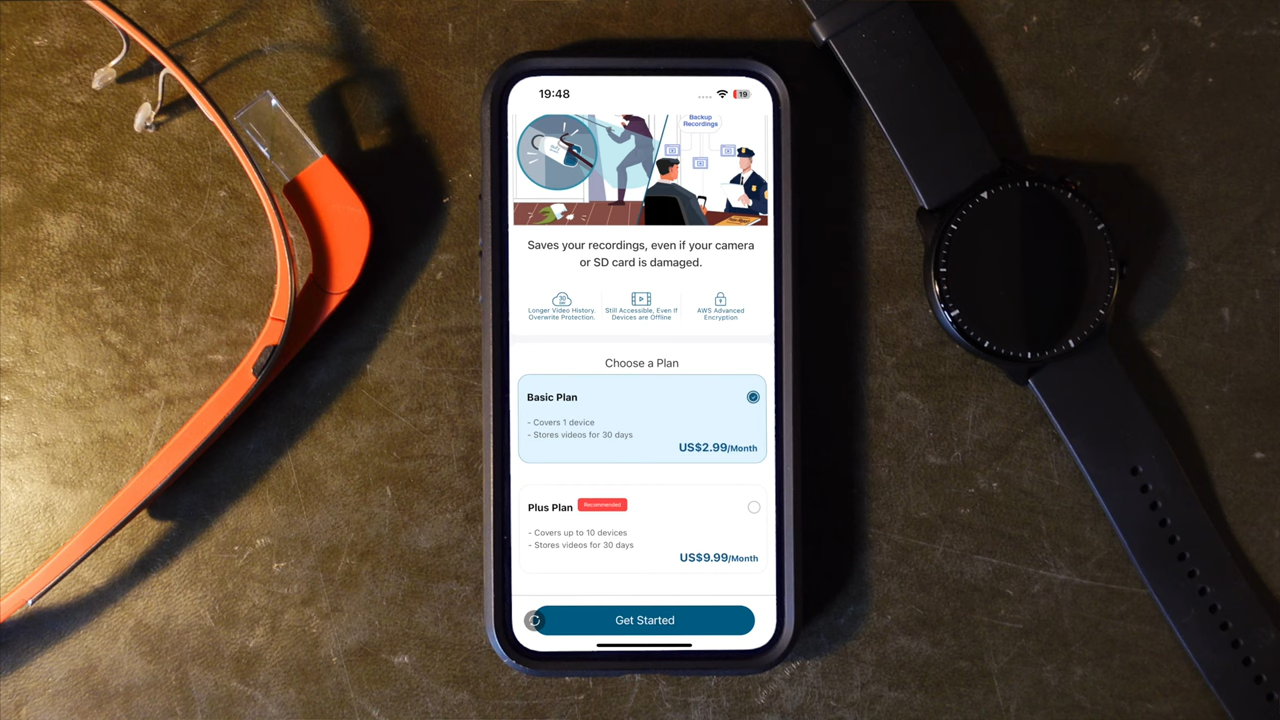 19:48
19
Backup
Recordings
Saves your recordings, even if your camera
or SD card is damaged.
30
DAY
Longer Video History.
Overwrite Protection.
Still Accessible, Even If
Devices are Offline
AWS Advanced
Encryption
Choose a Plan
Basic Plan
- Covers 1 device
- Stores videos for 30 days
US$2.99/Month
Plus Plan Recommended
- Covers up to 10 devices
- Stores videos for 30 days
US$9.99/Month
Get Started